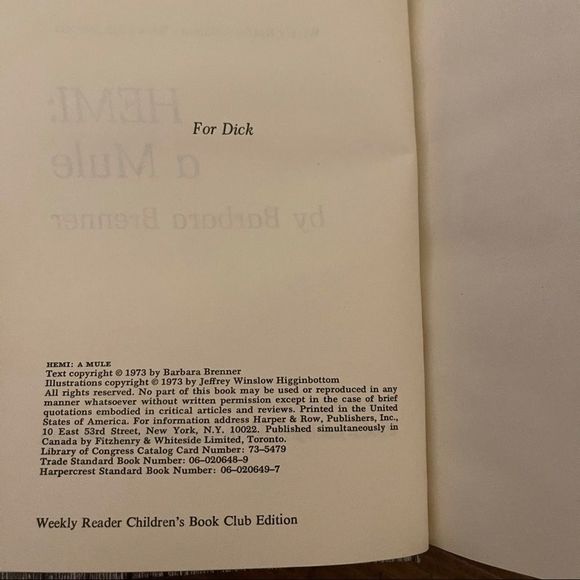 For Dick
HEMI:
a Mule
by Barbara Brenner
HEMI: A MULE
Text copyright © 1973 by Barbara Brenner
Illustrations copyright © 1973 by Jeffrey Winslow Higginbottom
All rights reserved. No part of this book may be used or reproduced in any
manner whatsoever without written permission except in the case of brief
quotations embodied in critical articles and reviews. Printed in the United
States of America. For information address Harper & Row, Publishers, Inc.,
10 East 53rd Street, New York, N.Y. 10022. Published simultaneously in
Canada by Fitzhenry & Whiteside Limited, Toronto.
Library of Congress Catalog Card Number: 73-5479
Trade Standard Book Number: 06-020648-9
Harpercrest Standard Book Number: 06-020649-7
Weekly Reader Children's Book Club Edition